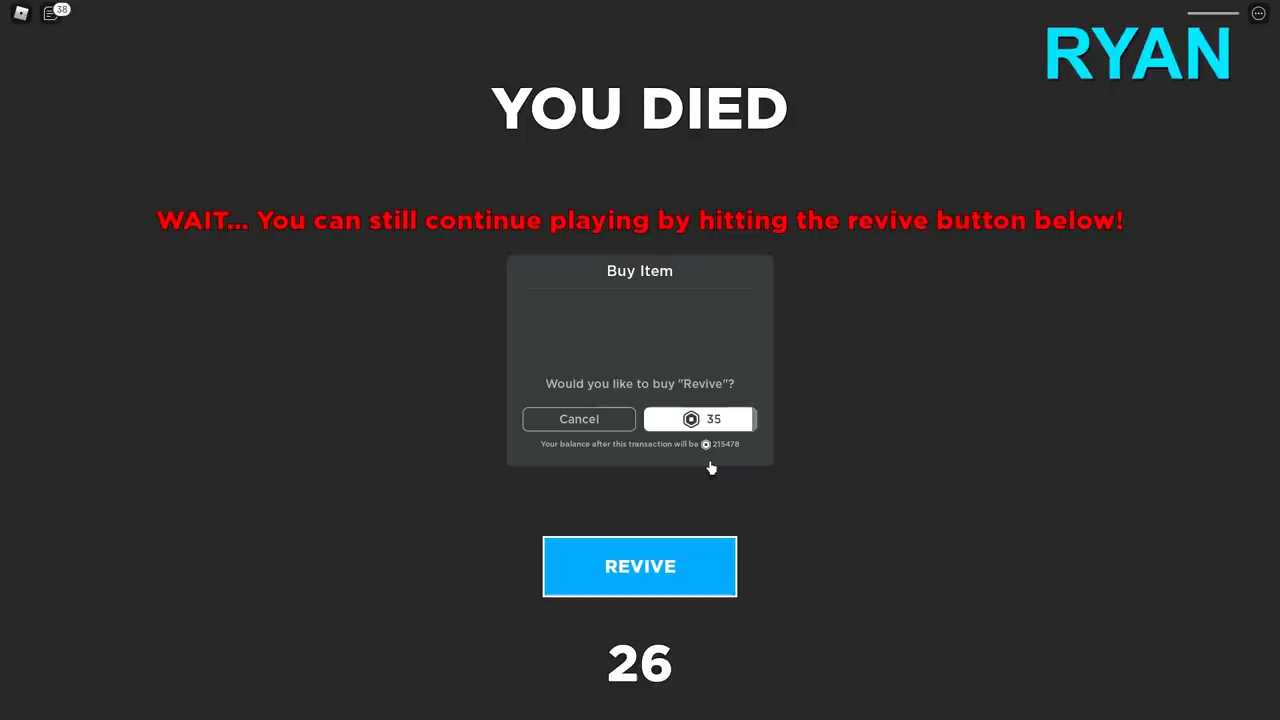 38
RYAN
YOU DIED
WAIT... You can still continue playing by hitting the revive button below!
Buy Item
Would you like to buy "Revive"?
Cancel
35
Your balance after this transaction will be 215478
REVIVE
26